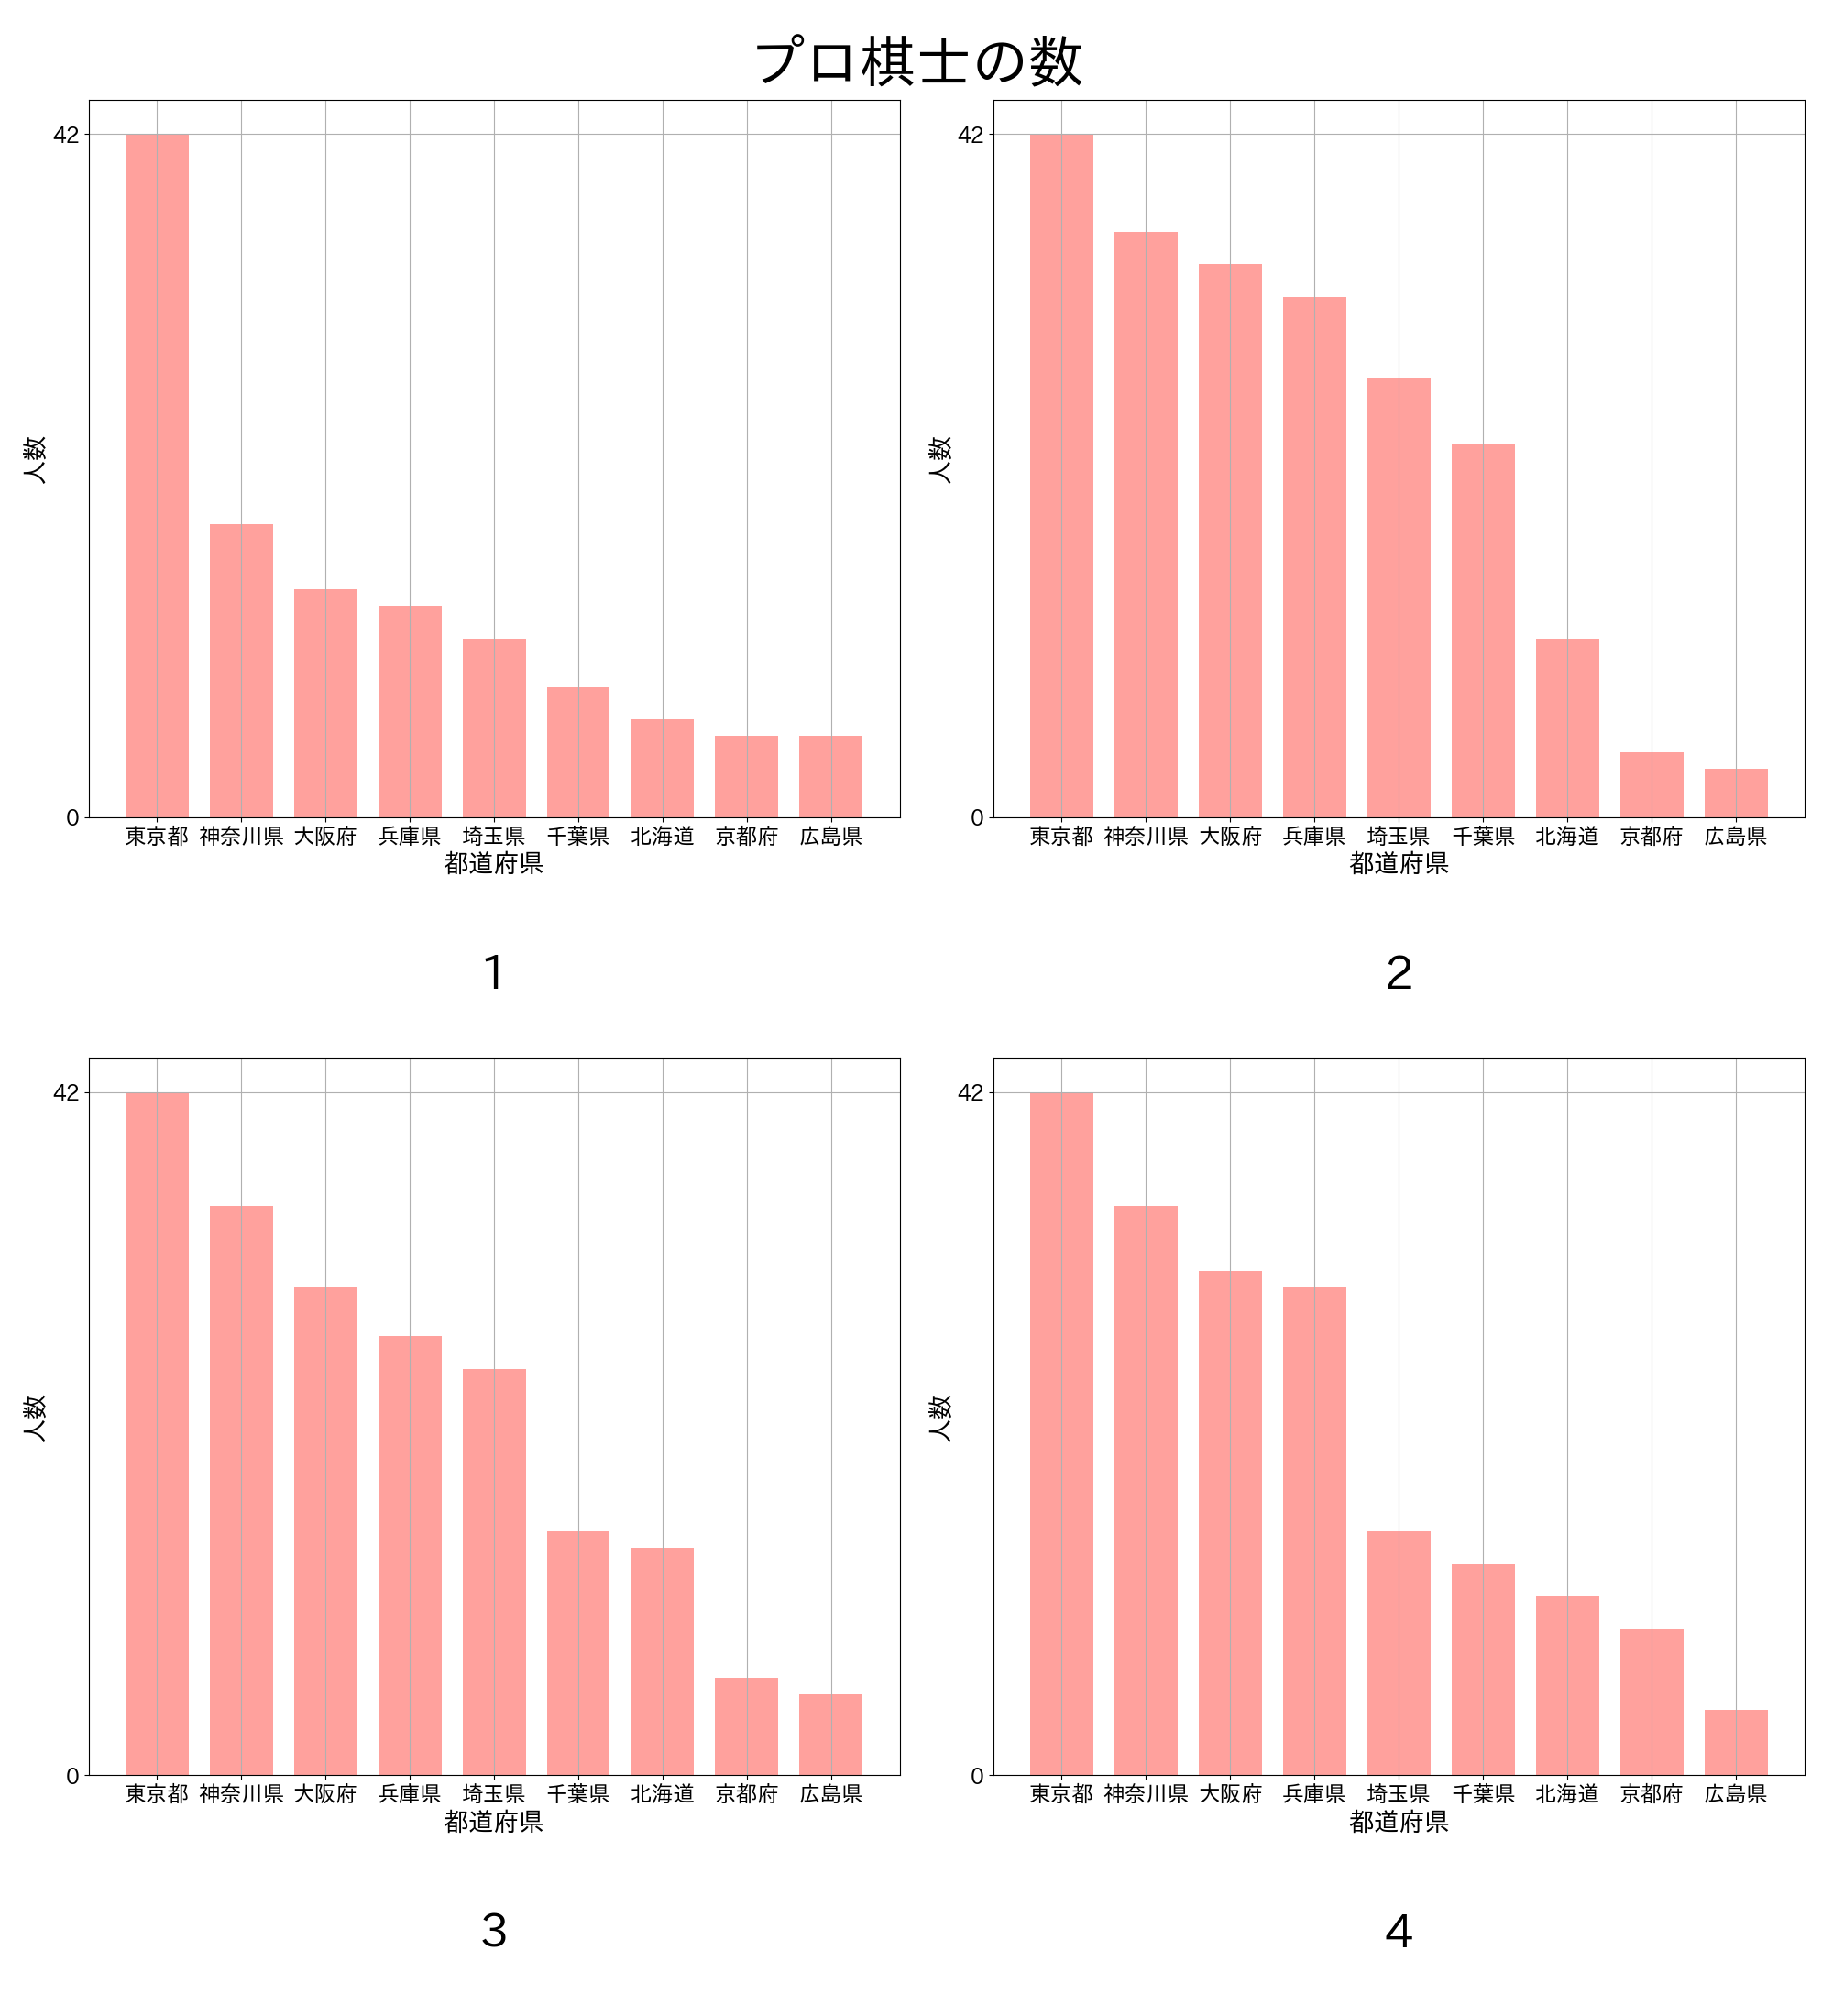 プロ棋士の数
42
0
人数
東京都 神奈川県 大阪府 兵庫県 埼玉県 千葉県 北海道 京都府 広島県
都道府県
1
42
0
人数
東京都 神奈川県 大阪府 兵庫県 埼玉県 千葉県 北海道 京都府 広島県
都道府県
2
42
0
人数
東京都 神奈川県 大阪府 兵庫県 埼玉県 千葉県 北海道 京都府 広島県
都道府県
3
42
0
人数
東京都 神奈川県 大阪府 兵庫県 埼玉県 千葉県 北海道 京都府 広島県
都道府県
4